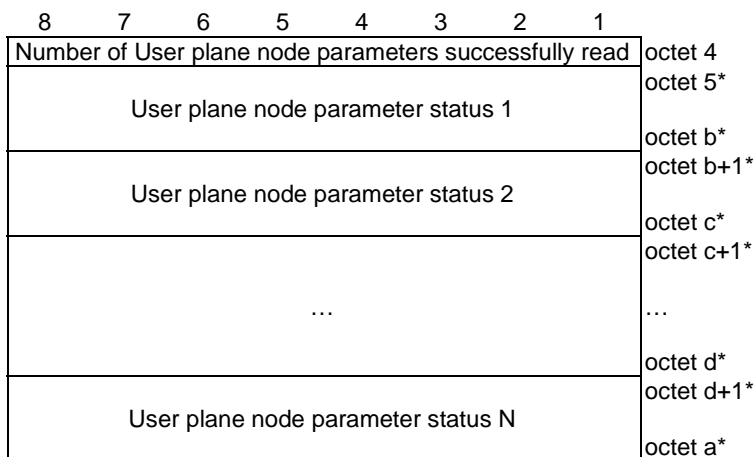 8 7 6 5 4 3 2 1
Number of User plane node parameters successfully read octet 4
octet 5*
User plane node parameter status 1
octet b*
octet b+1*
User plane node parameter status 2
octet c*
octet c+1*
… …
octet d*
octet d+1*
User plane node parameter status N
octet a*